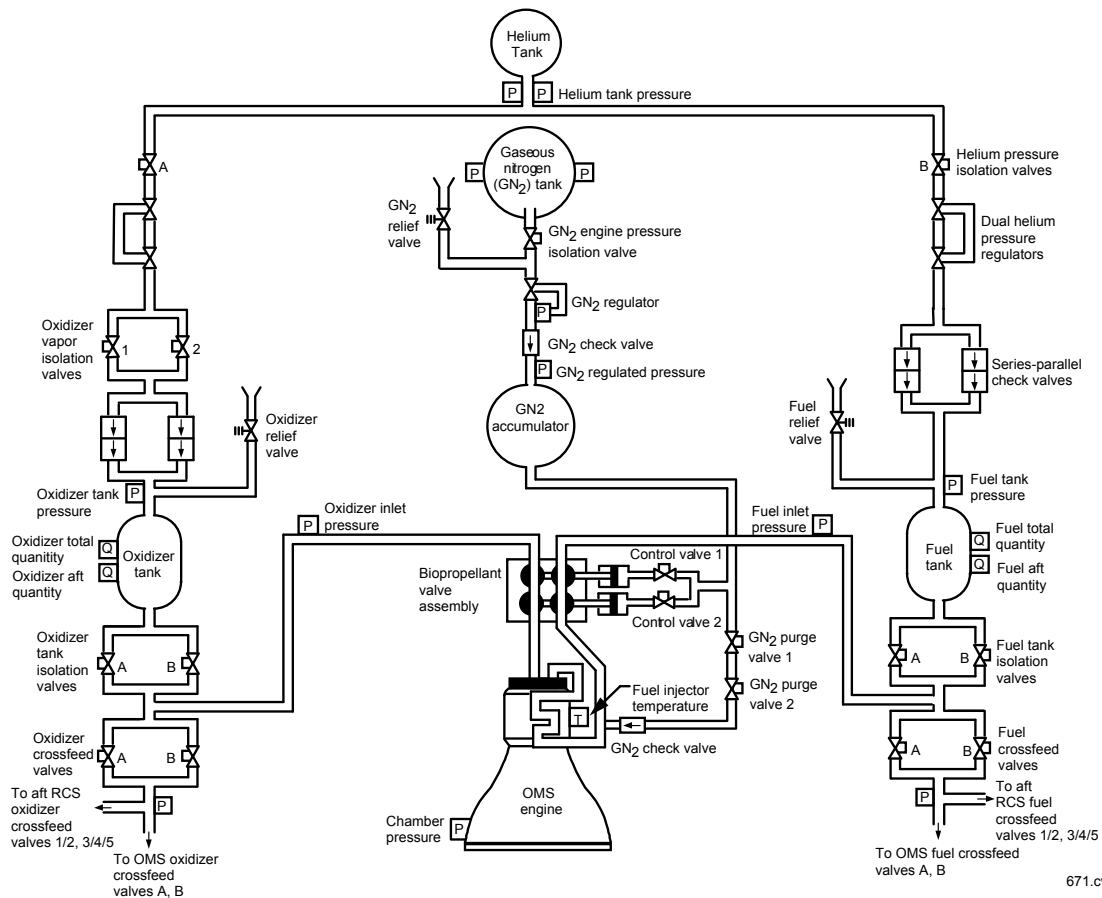 Helium
Tank
P
P
Helium tank pressure
A
B
Helium pressure
isolation valves
Gaseous
nitrogen
(GN2) tank
P
P
GN2
relief
valve
GN2 engine pressure
isolation valve
Dual helium
pressure
regulators
GN2 regulator
P
Oxidizer
vapor
isolation
valves
1
2
GN2 check valve
P
GN2 regulated pressure
Series-parallel
check valves
GN2
accumulator
Oxidizer
relief
valve
Fuel
relief
valve
Oxidizer tank
pressure
P
P
Fuel tank
pressure
P
Oxidizer inlet
pressure
Fuel inlet
pressure
P
Oxidizer total
quantity
Q
Oxidizer aft
quantity
Q
Oxidizer
tank
Fuel
tank
Q
Fuel total
quantity
Q
Fuel aft
quantity
Biopropellant
valve
assembly
Control valve 1
Control valve 2
Oxidizer
tank
isolation
valves
A
B
GN2 purge
valve 1
GN2 purge
valve 2
A
B
Fuel tank
isolation
valves
Fuel injector
temperature
T
GN2 check valve
Oxidizer
crossfeed
valves
A
B
A
B
Fuel
crossfeed
valves
OMS
engine
Chamber
pressure
P
To aft RCS
oxidizer
crossfeed
valves 1/2, 3/4/5
P
P
To aft
RCS fuel
crossfeed
valves 1/2, 3/4/5
To OMS oxidizer
crossfeed
valves A, B
To OMS fuel crossfeed
valves A, B